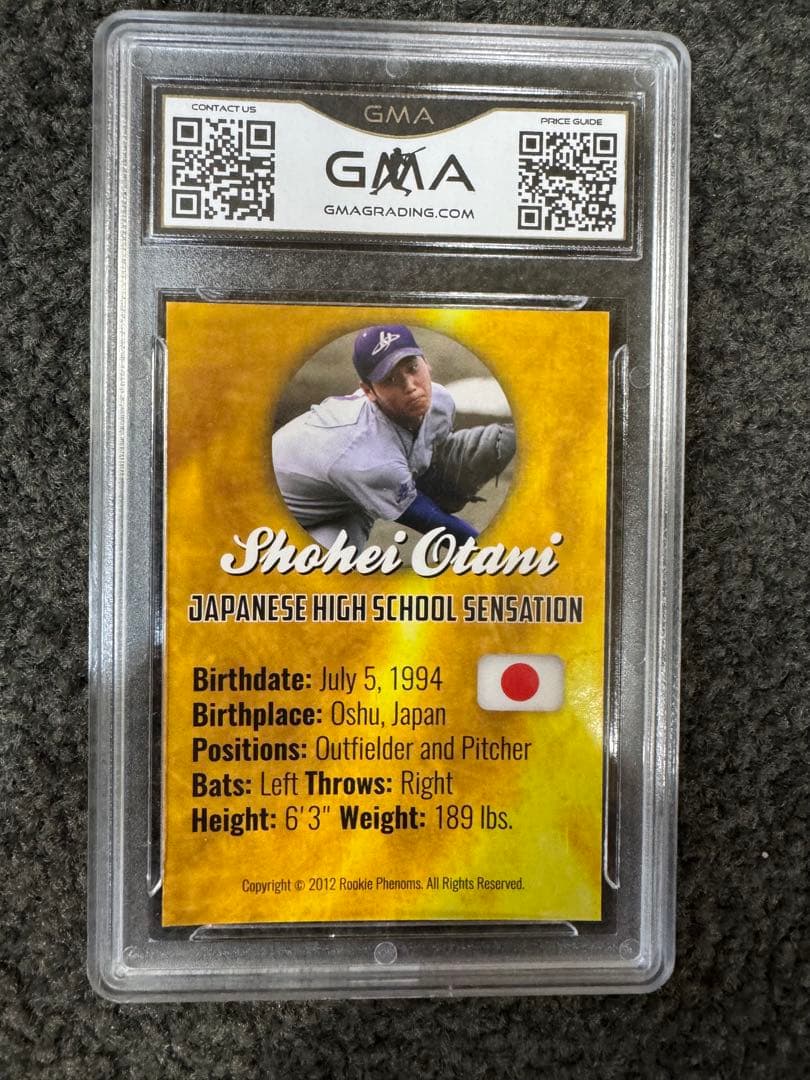 CONTACT US
GMA
PRICE GUIDE
GMA
GMAGRADING.COM
Shohei Otani
JAPANESE HIGH SCHOOL SENSATION
Birthdate: July 5, 1994
Birthplace: Oshu, Japan
Positions: Outfielder and Pitcher
Bats: Left Throws: Right
Height: 6'3" Weight: 189 lbs.
Copyright © 2012 Rookie Phenoms. All Rights Reserved.